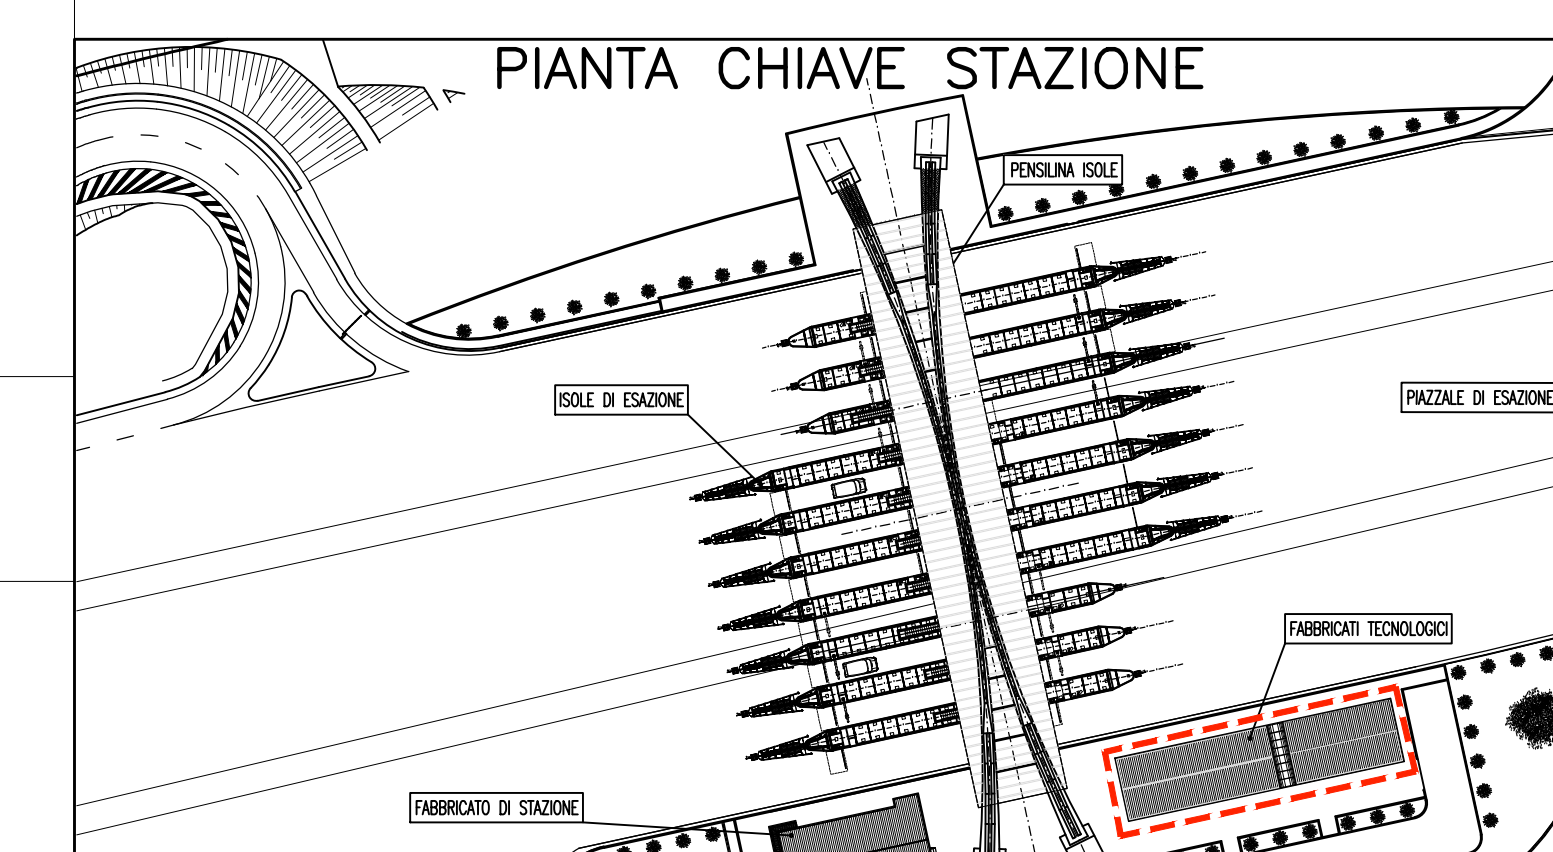 PIANTA CHIAVE STAZIONE
A
PENSILINA ISOLE
ISOLE DI ESAZIONE
PIAZZALE DI ESAZIONE
FABBRICATI TECNOLOGICI
FABBRICATO DI STAZIONE